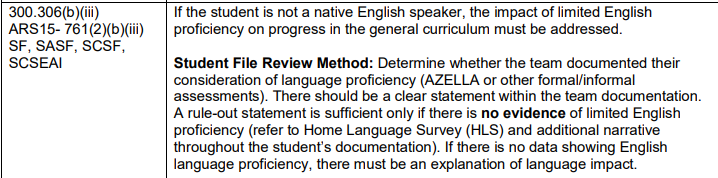 300.306(b)(iii)
ARS15- 761(2)(b)(iii)
SF, SASF, SCSF,
SCSEAI
If the student is not a native English speaker, the impact of limited English
proficiency on progress in the general curriculum must be addressed.
Student File Review Method: Determine whether the team documented their
consideration of language proficiency (AZELLA or other formal/informal
assessments). There should be a clear statement within the team documentation.
A rule-out statement is sufficient only if there is no evidence of limited English
proficiency (refer to Home Language Survey (HLS) and additional narrative
throughout the student's documentation). If there is no data showing English
language proficiency, there must be an explanation of language impact.